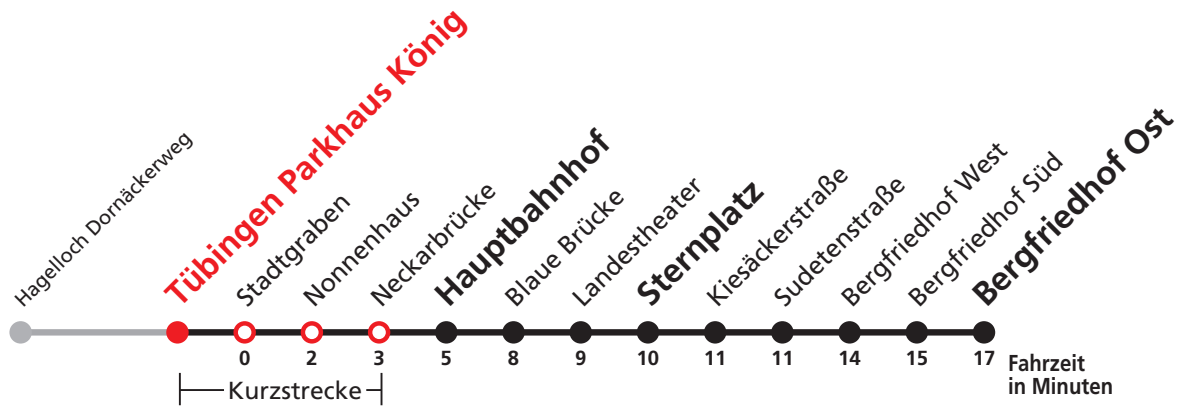 Hagelloch Dornäckerweg
Tübingen Parkhaus König
Stadtgraben
Nonnenhaus
Neckarbrücke
Hauptbahnhof
Blaue Brücke
Landestheater
Sternplatz
Kiesäckerstraße
Sudetenstraße
Bergfriedhof West
Bergfriedhof Süd
Bergfriedhof Ost
0 2 3 5 8 9 10 11 11 14 15 17
Fahrzeit
in Minuten
Kurzstrecke